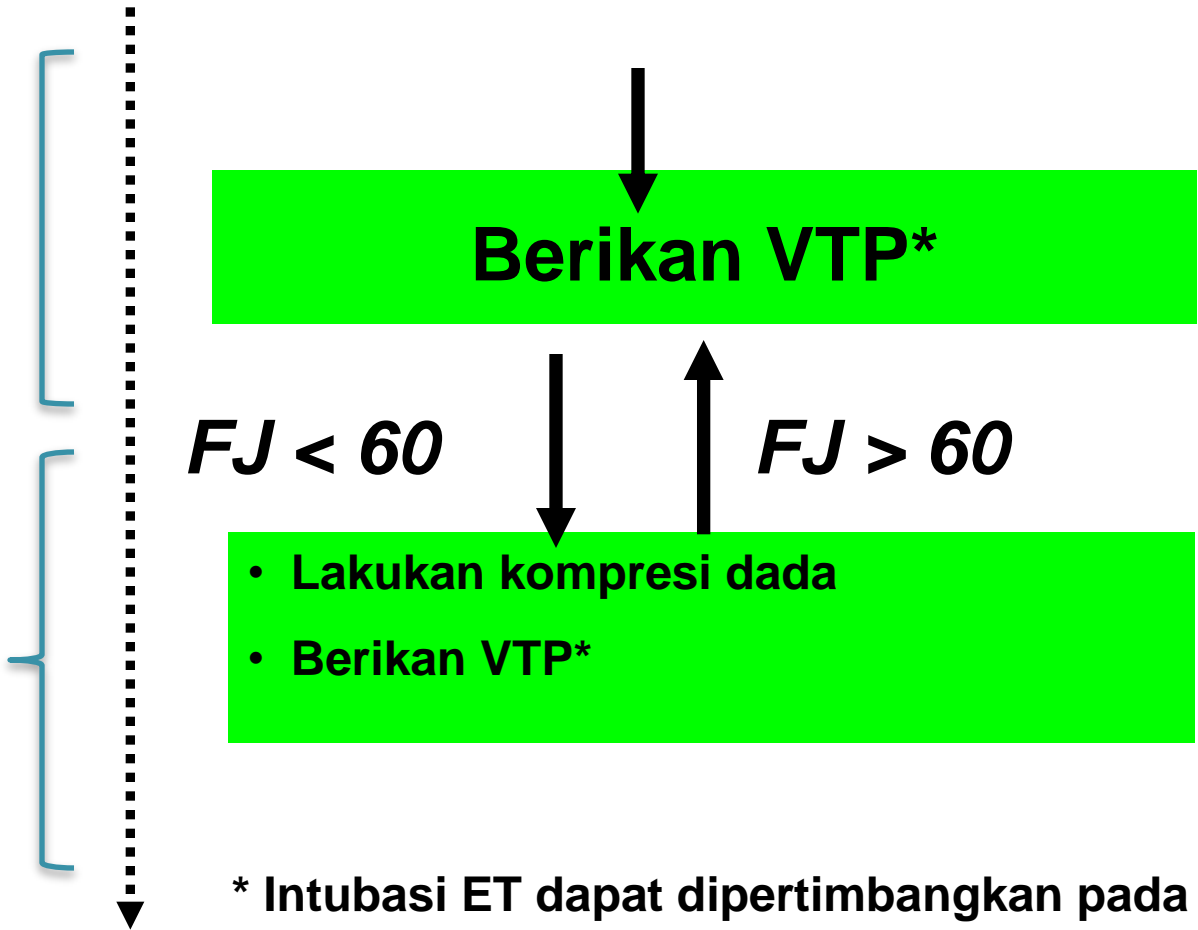 Berikan VTP*
FJ < 60 FJ > 60
• Lakukan kompresi dada
• Berikan VTP*
* Intubasi ET dapat dipertimbangkan pada